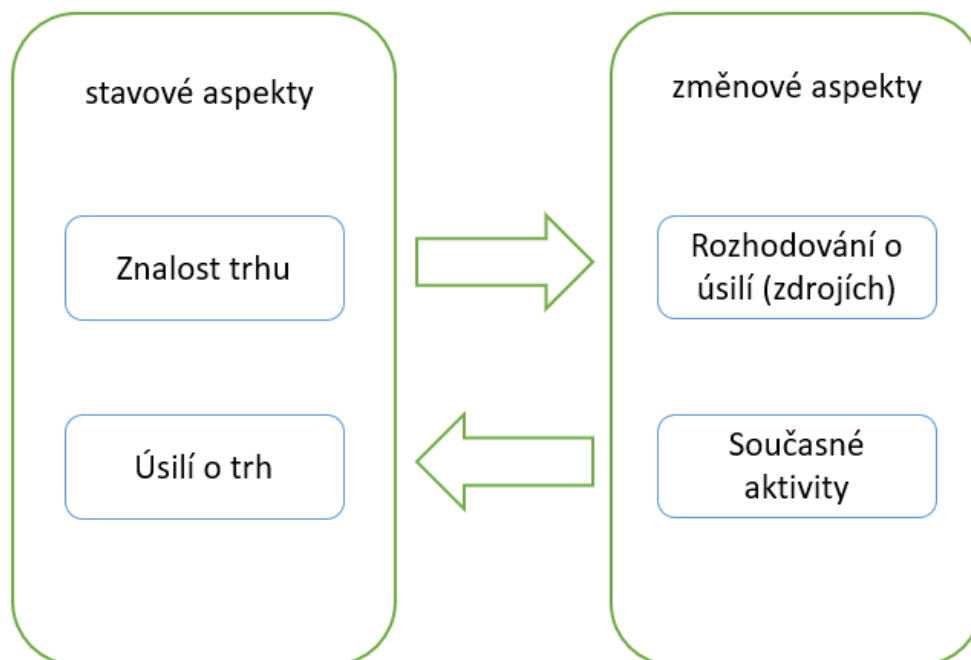 stavové aspekty
Znalost trhu
Úsilí o trh
změnové aspekty
Rozhodování o
úsilí (zdrojích)
Současné
aktivity